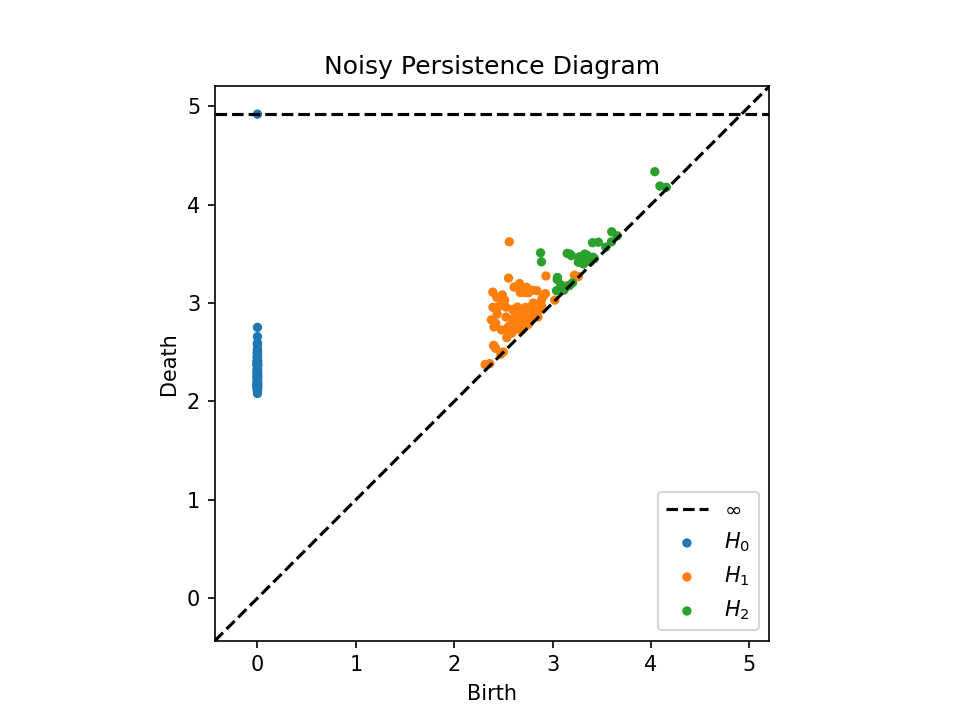 Noisy Persistence Diagram
5
4
3
2
1
0
Death
0 1 2 3 4 5
Birth
∞
H₀
H₁
H₂